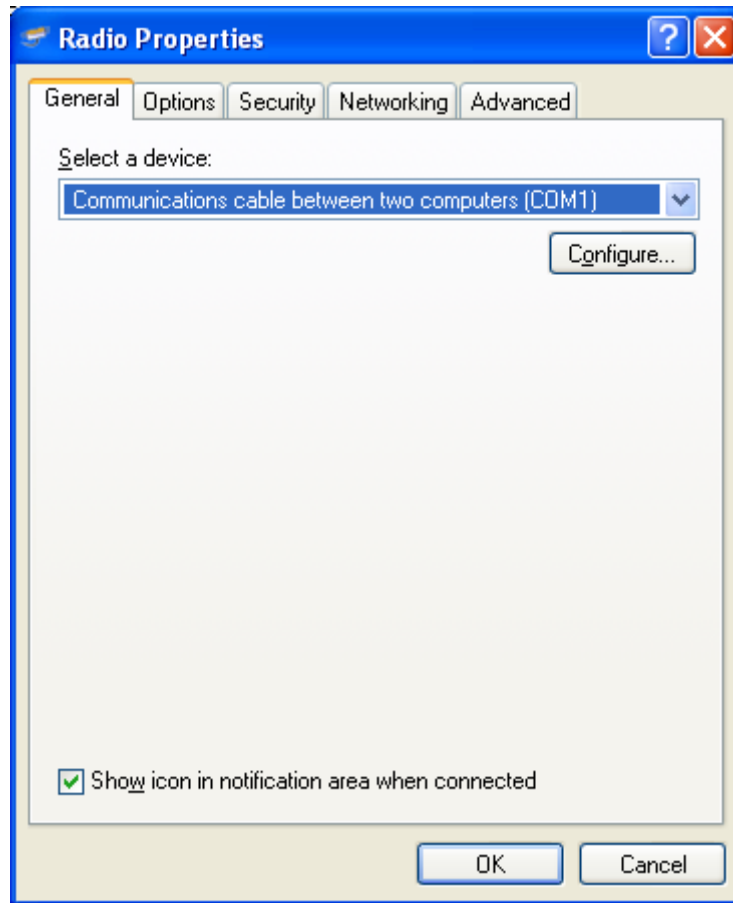 Radio Properties
General Options Security Networking Advanced
Select a device:
Communications cable between two computers (COM1)
Configure...
Show icon in notification area when connected
OK Cancel